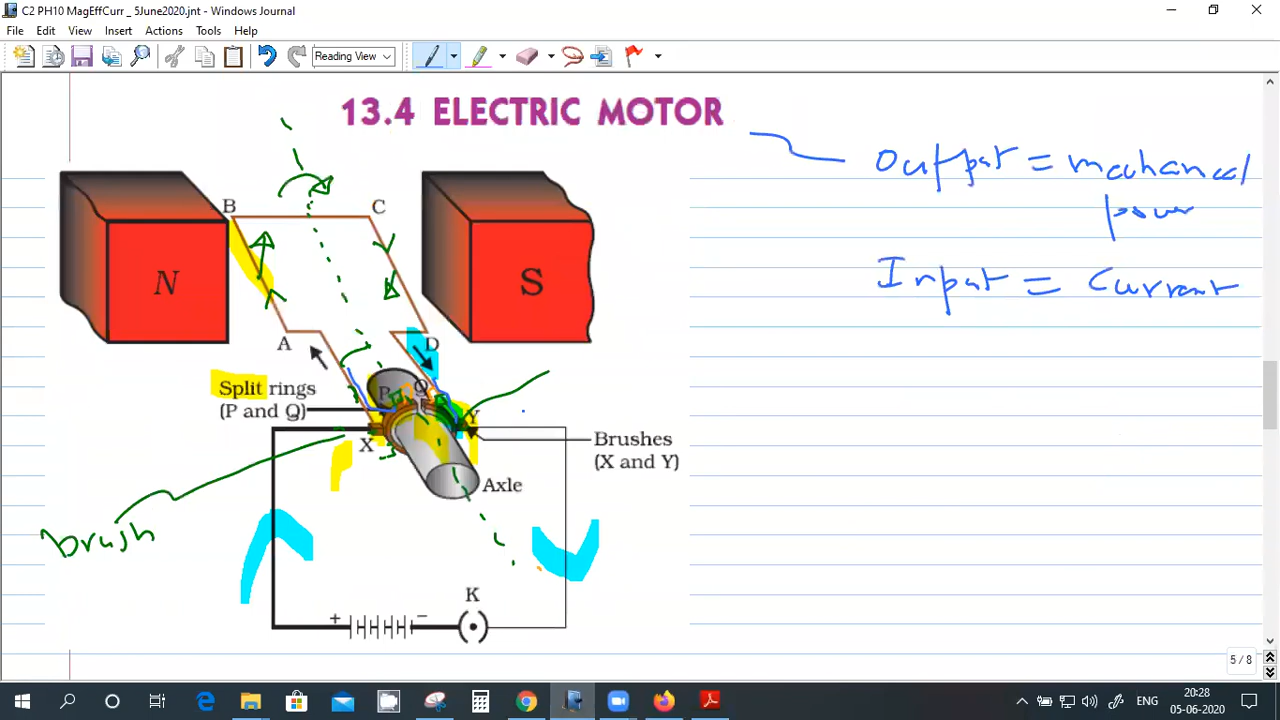 C2 PH10 MagEffCurr _ 5June2020.jnt - Windows Journal
File Edit View Insert Actions Tools Help
Reading View
13.4 ELECTRIC MOTOR
Output = mechanical
power
Input = Current
B C
N S
A D
Split rings
(P and Q)
P Q
X Y
Brushes
(X and Y)
Axle
brush
K
+ −
5 / 8
ENG
20:28
05-06-2020